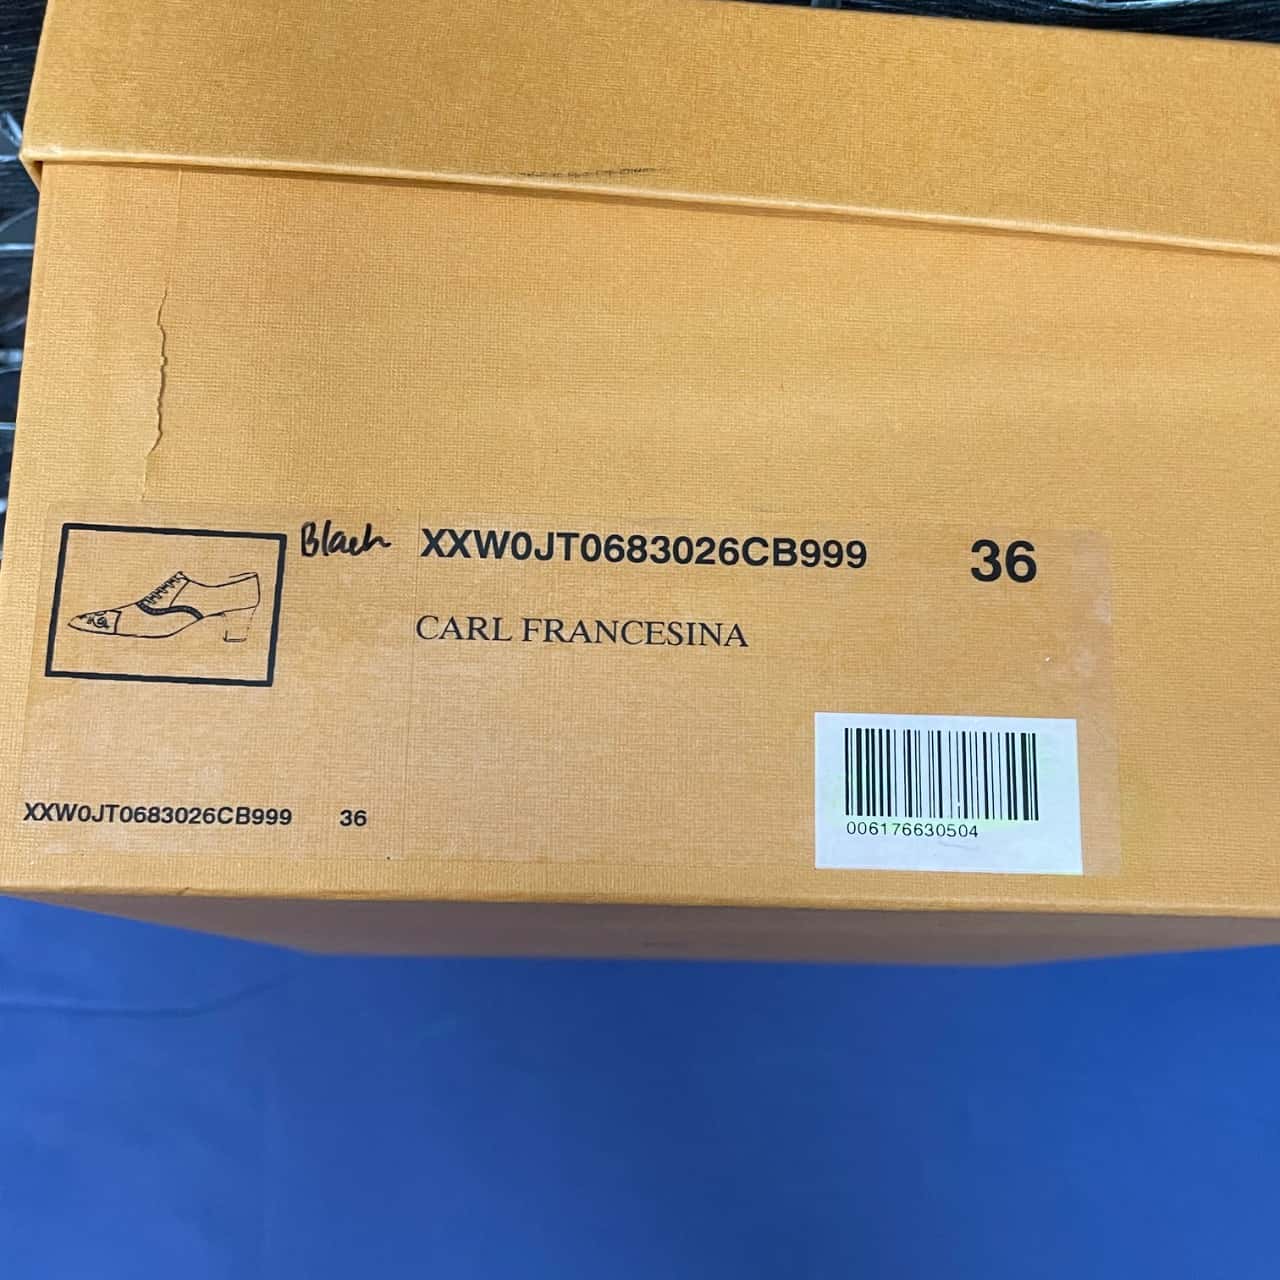 Black
XXW0JT0683026CB999 36
CARL FRANCESINA
006176630504
XXW0JT0683026CB999 36